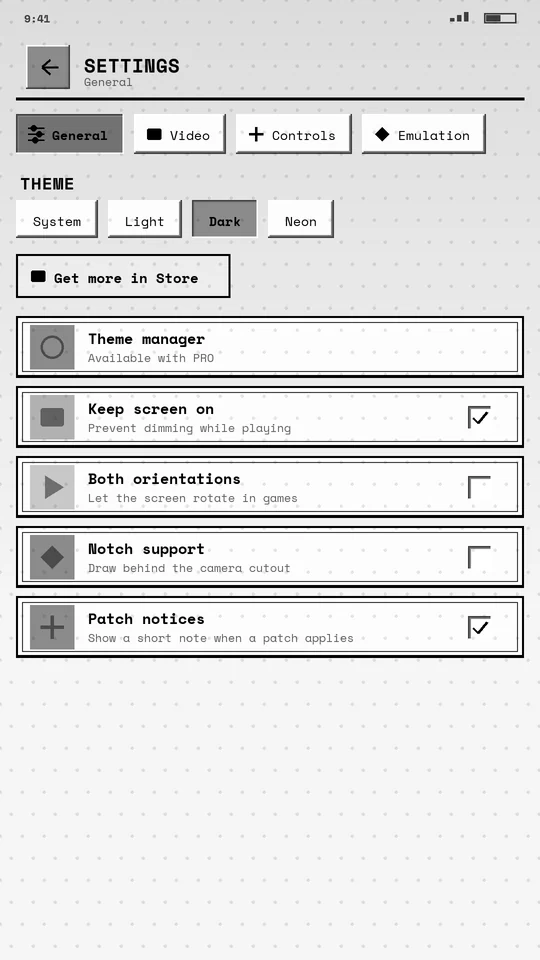 9:41
SETTINGS
General
General
Video
Controls
Emulation
THEME
System
Light
Dark
Neon
Get more in Store
Theme manager
Available with PRO
Keep screen on
Prevent dimming while playing
Both orientations
Let the screen rotate in games
Notch support
Draw behind the camera cutout
Patch notices
Show a short note when a patch applies